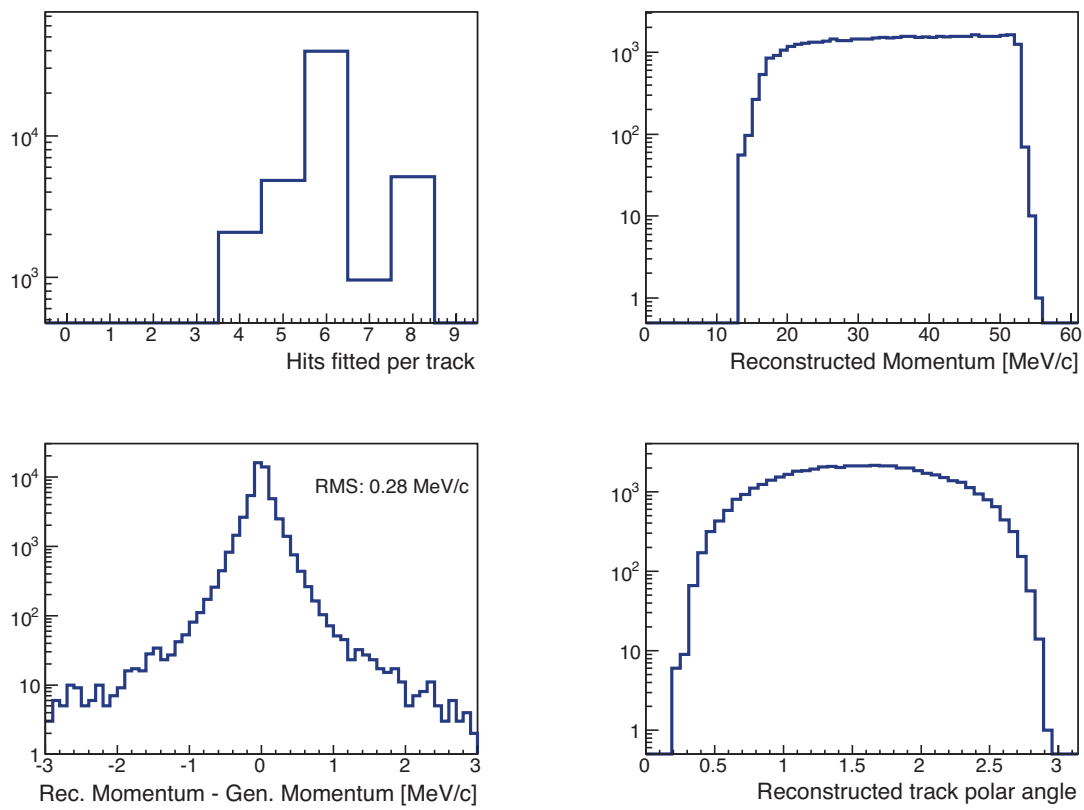 10^4
10^3
0 1 2 3 4 5 6 7 8 9
Hits fitted per track
10^3
10^2
10
1
0 10 20 30 40 50 60
Reconstructed Momentum [MeV/c]
RMS: 0.28 MeV/c
10^4
10^3
10^2
10
1
-3 -2 -1 0 1 2 3
Rec. Momentum - Gen. Momentum [MeV/c]
10^3
10^2
10
1
0 0.5 1 1.5 2 2.5 3
Reconstructed track polar angle